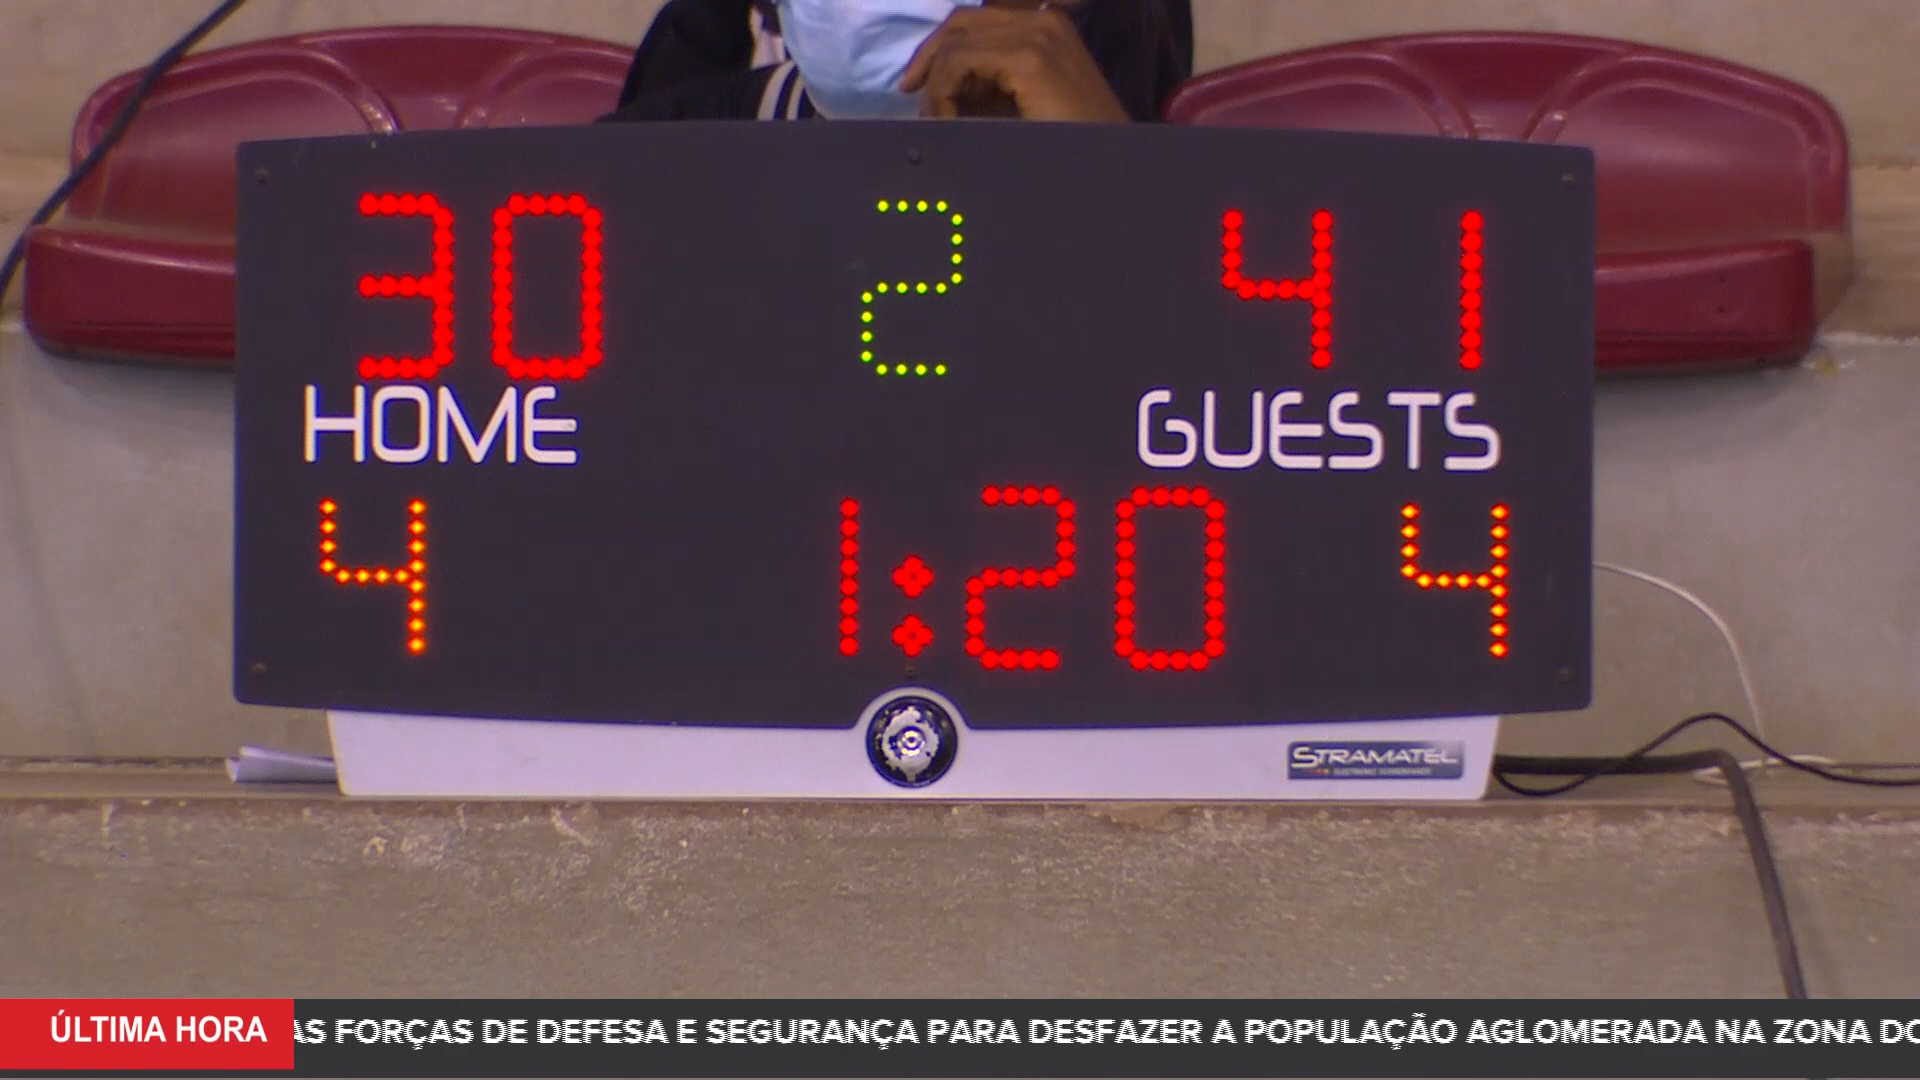 30 2 41
HOME GUESTS
4 1:20 4
STRAMATEL
ÚLTIMA HORA AS FORÇAS DE DEFESA E SEGURANÇA PARA DESFAZER A POPULAÇÃO AGLOMERADA NA ZONA DO